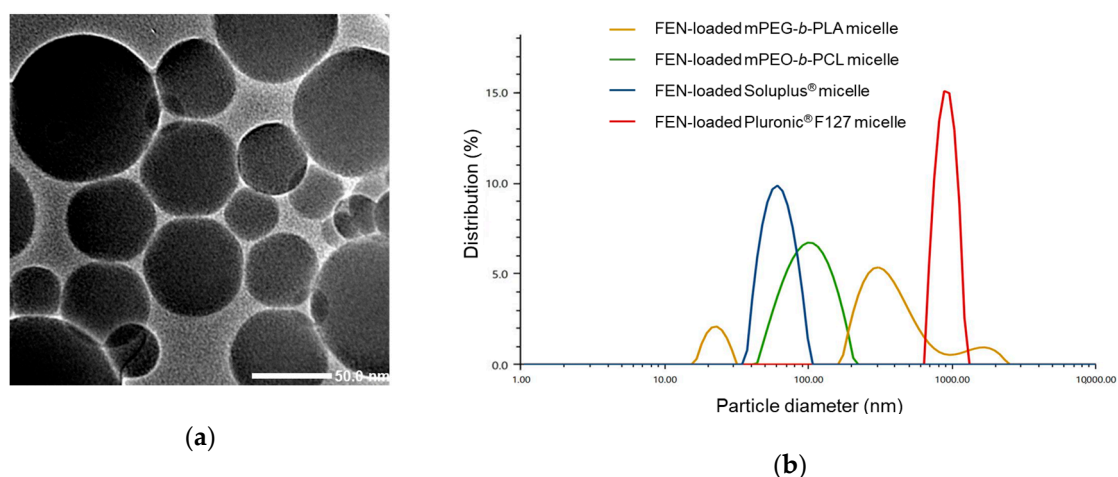 50.0 nm
(a)
FEN-loaded mPEG-b-PLA micelle
FEN-loaded mPEO-b-PCL micelle
FEN-loaded Soluplus® micelle
FEN-loaded Pluronic® F127 micelle
Distribution (%)
15.0
10.0
5.0
0.0
1.00 10.00 100.00 1000.00 10000.00
Particle diameter (nm)
(b)